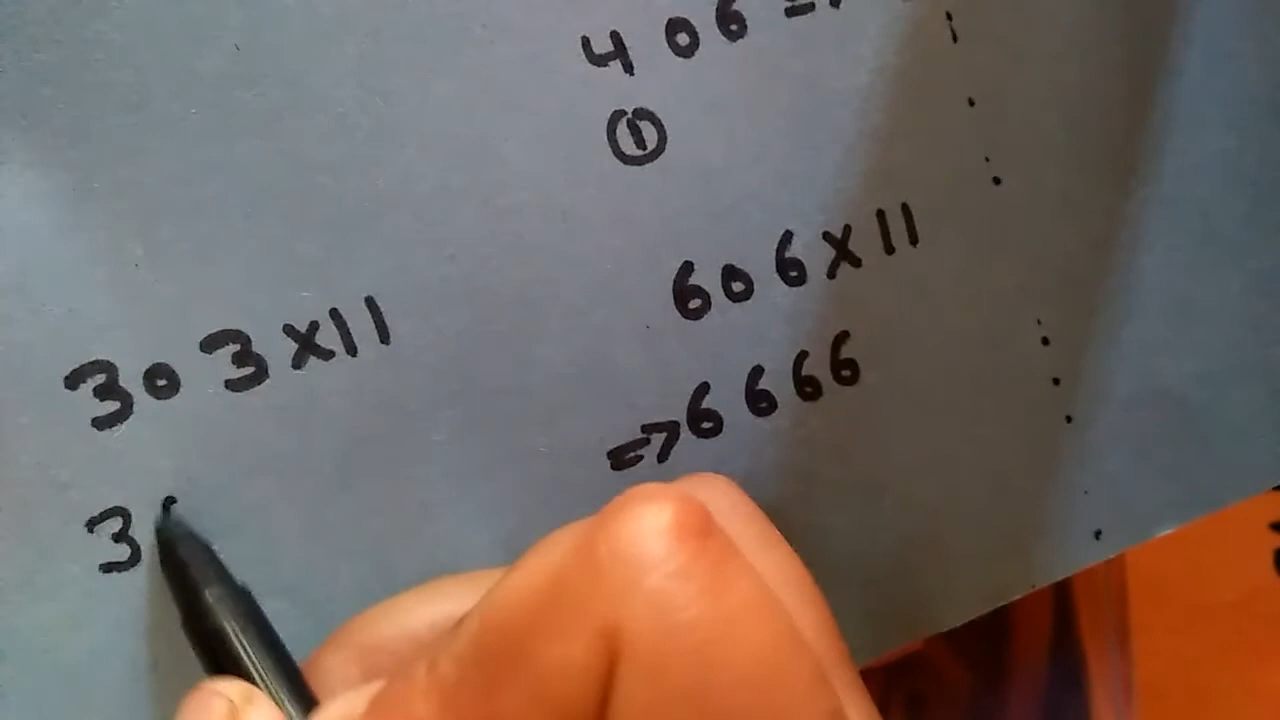 406 =
①
606x11
=> 6666
303x11
3